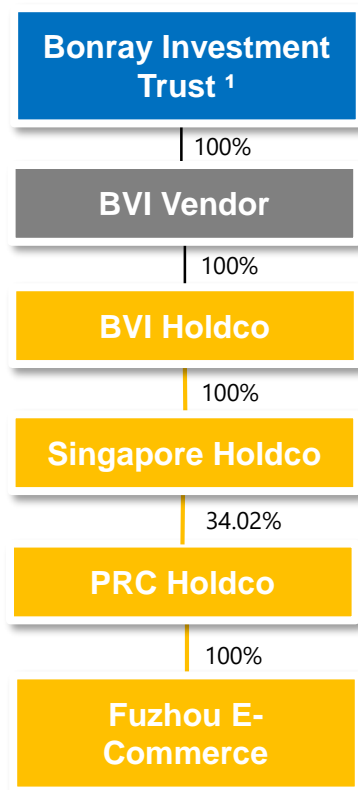 Bonray Investment
Trust ¹
100%
BVI Vendor
100%
BVI Holdco
100%
Singapore Holdco
34.02%
PRC Holdco
100%
Fuzhou E-
Commerce